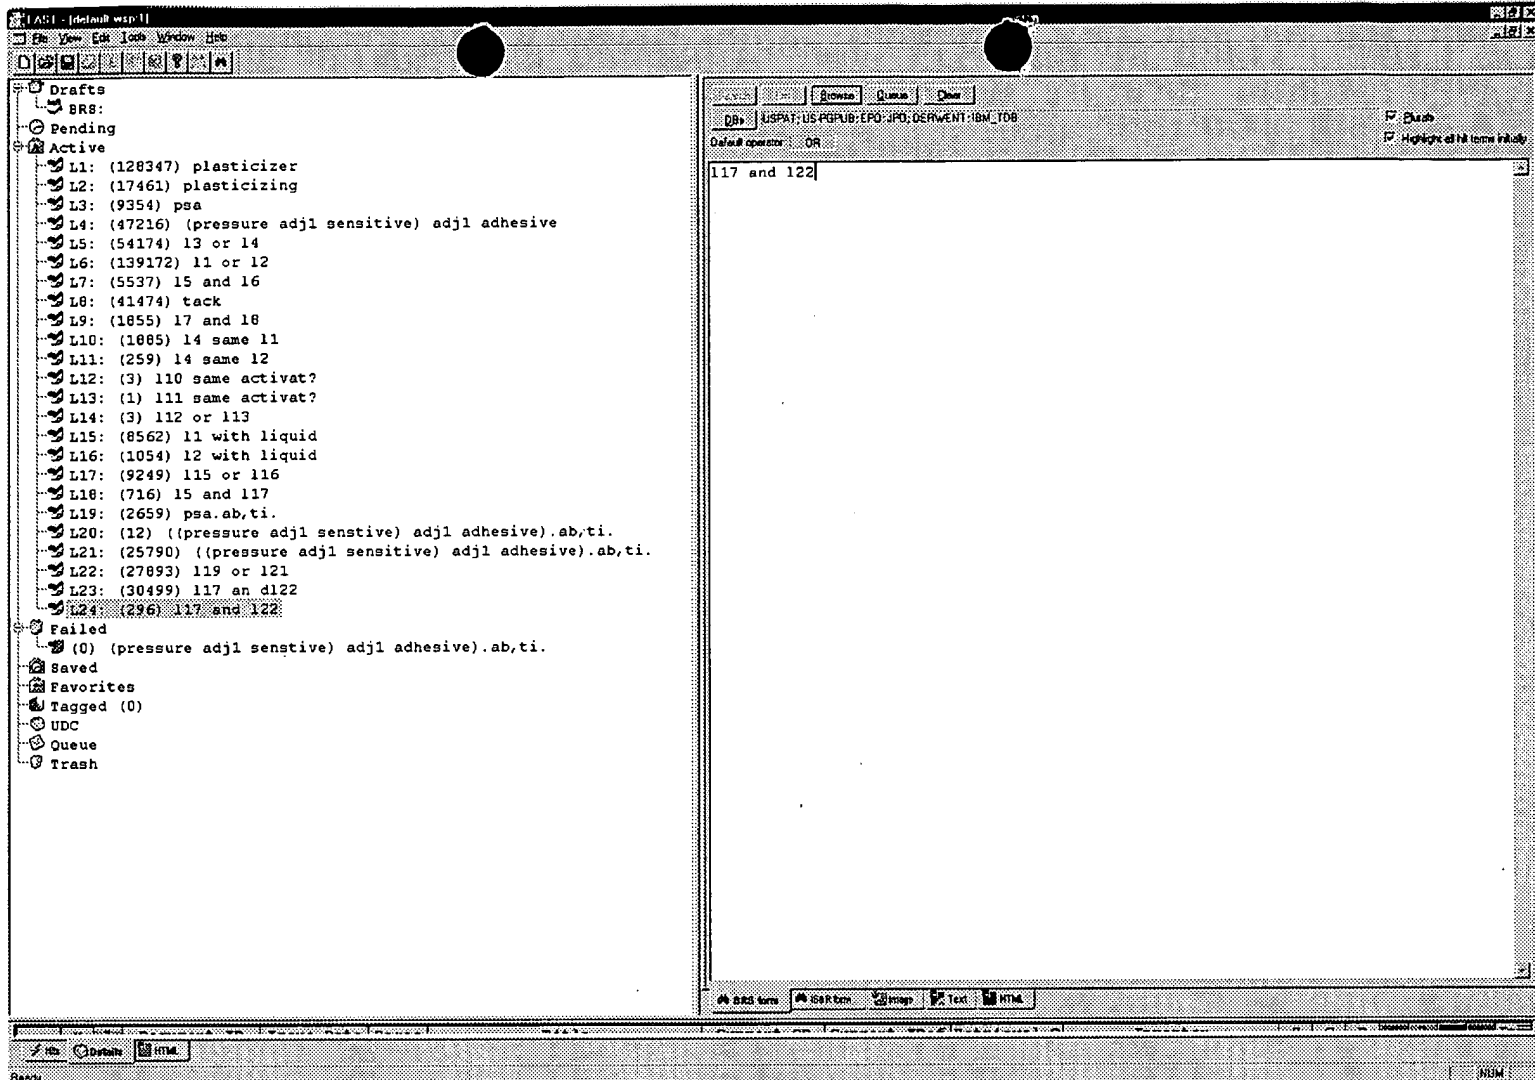 EAST - [default.wsp:1]
File View Edit Tools Window Help
Drafts
BRS:
Pending
Active
L1: (128347) plasticizer
L2: (17461) plasticizing
L3: (9354) psa
L4: (47216) (pressure adj1 sensitive) adj1 adhesive
L5: (54174) l3 or l4
L6: (139172) l1 or l2
L7: (5537) l5 and l6
L8: (41474) tack
L9: (1855) l7 and l8
L10: (1885) l4 same l1
L11: (259) l4 same l2
L12: (3) l10 same activat?
L13: (1) l11 same activat?
L14: (3) l12 or l13
L15: (8562) l1 with liquid
L16: (1054) l2 with liquid
L17: (9249) l15 or l16
L18: (716) l5 and l17
L19: (2659) psa.ab,ti.
L20: (12) ((pressure adj1 senstive) adj1 adhesive).ab,ti.
L21: (25790) ((pressure adj1 sensitive) adj1 adhesive).ab,ti.
L22: (27893) l19 or l21
L23: (30499) l17 an dl22
L24: (296) l17 and l22
Failed
(0) (pressure adj1 senstive) adj1 adhesive).ab,ti.
Saved
Favorites
Tagged (0)
UDC
Queue
Trash
Browse Queue Clear
DBs USPAT; US-PGPUB; EPO; JPO; DERWENT; IBM_TDB
Plurals
Default operator: OR
Highlight all hit terms initially
l17 and l22
BRS form IS&R form Image Text HTML
Hits Details HTML
Ready
NUM